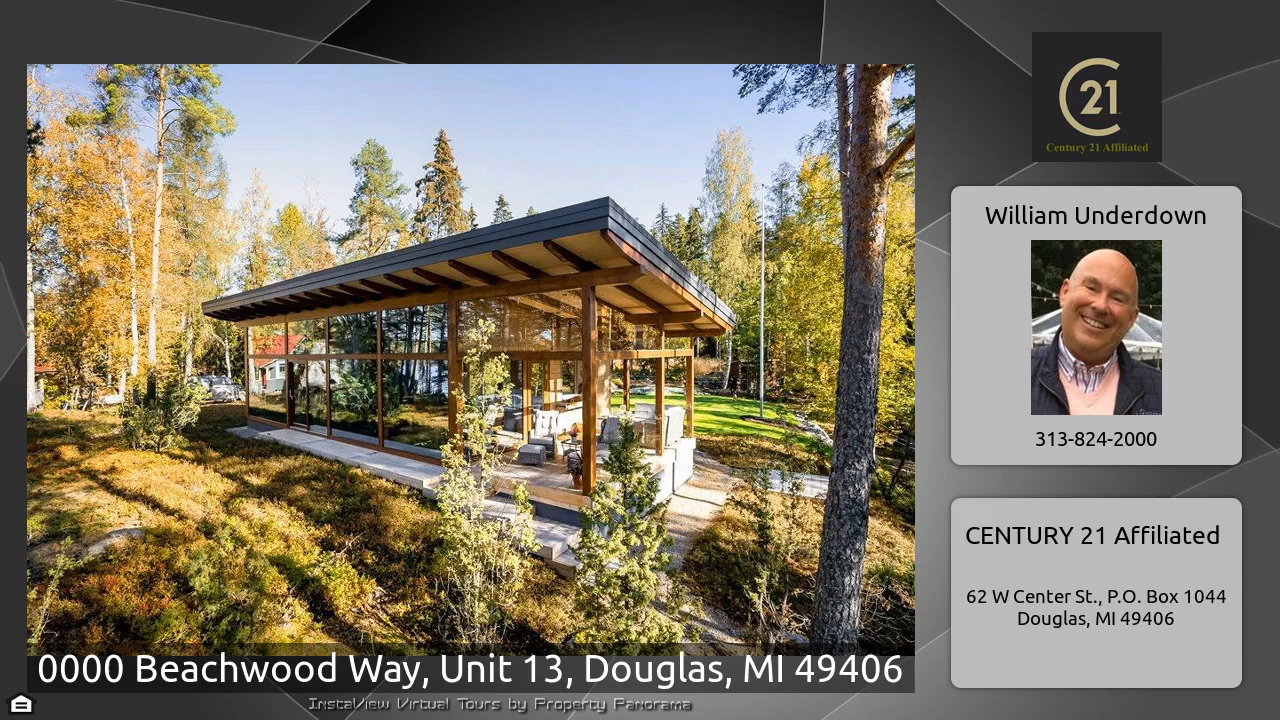 C21
Century 21 Affiliated
William Underdown
313-824-2000
CENTURY 21 Affiliated
62 W Center St., P.O. Box 1044
Douglas, MI 49406
0000 Beachwood Way, Unit 13, Douglas, MI 49406
InstaView Virtual Tours by Property Panorama